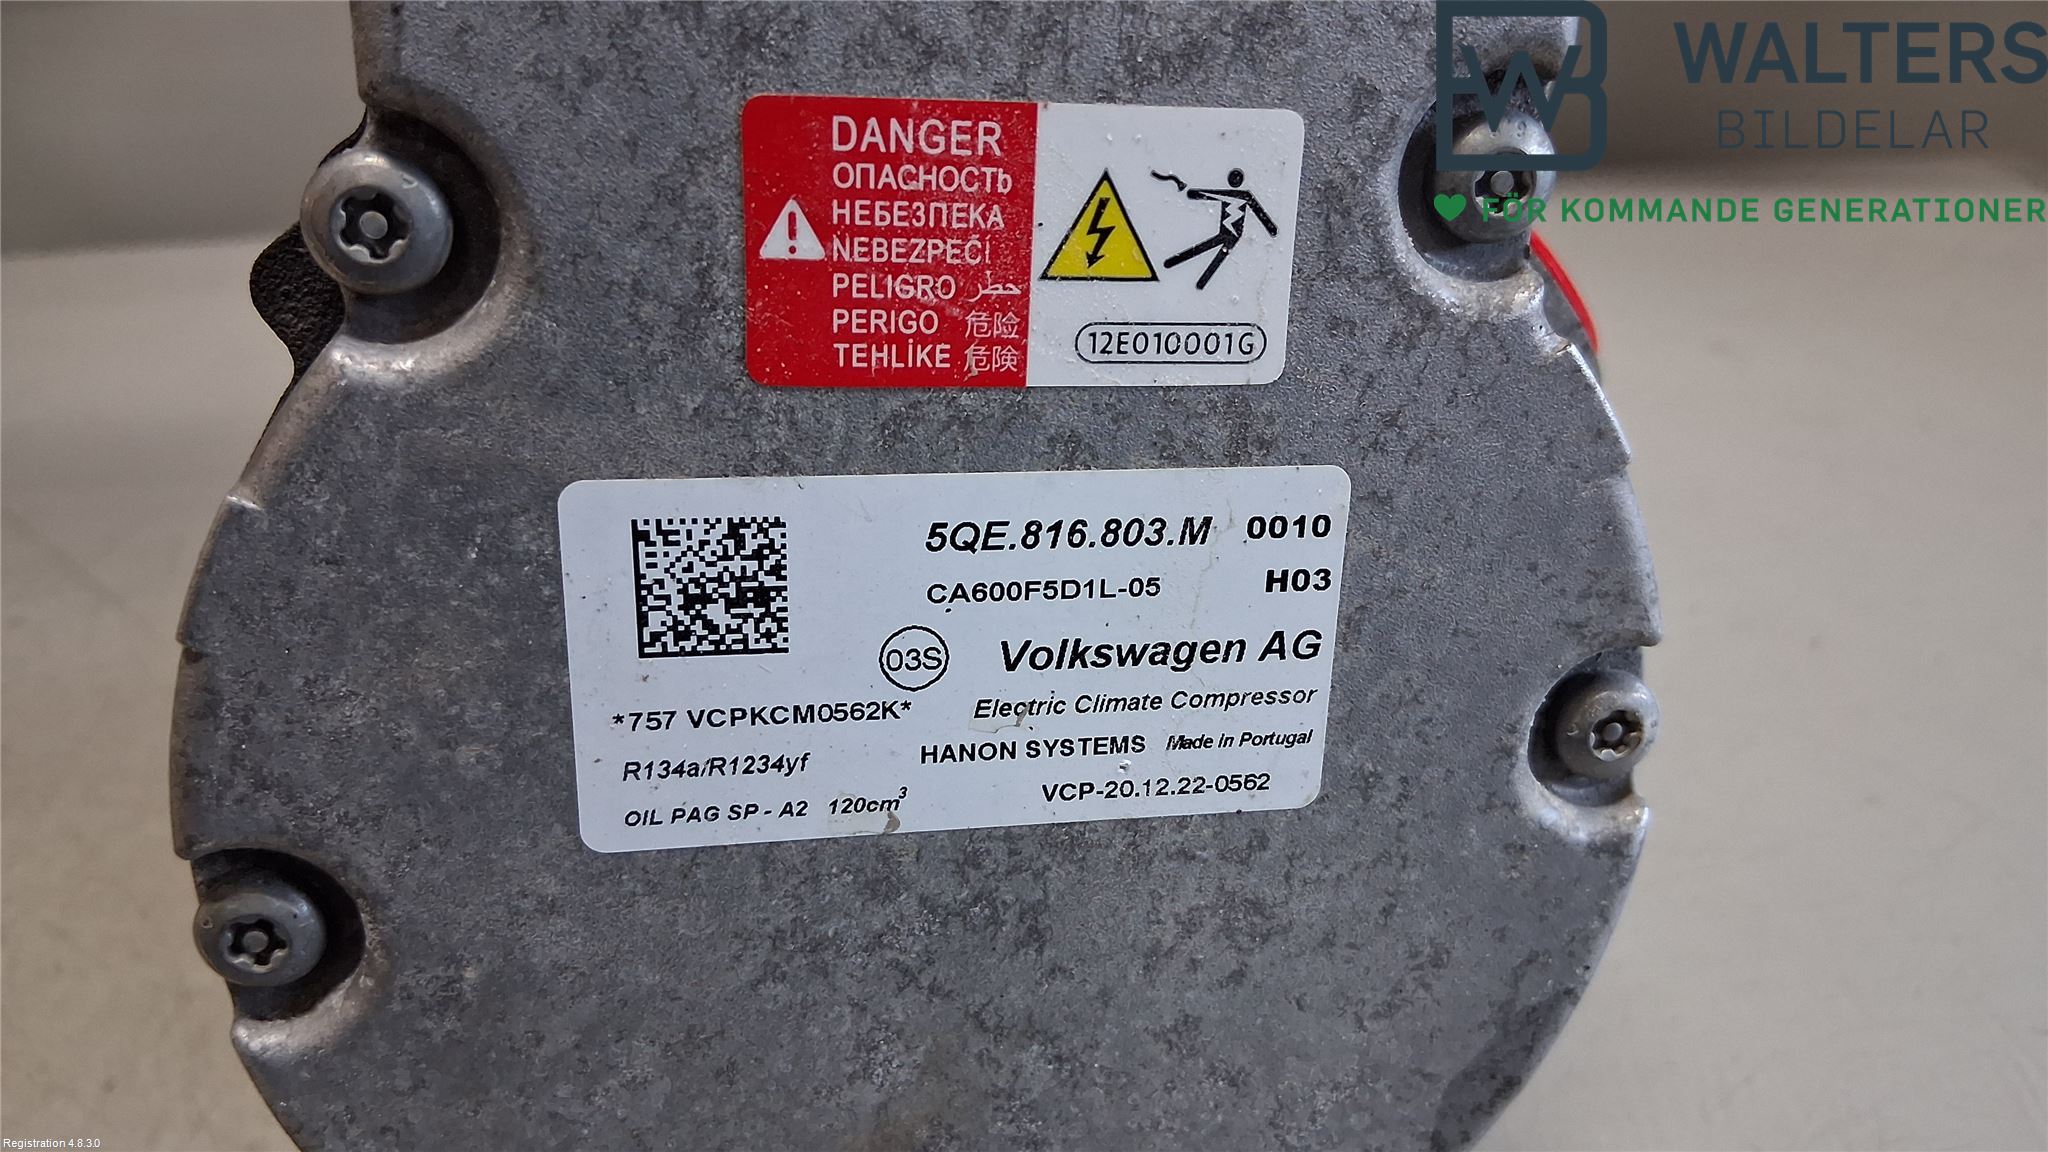 WALTERS
BILDELAR
FÖR KOMMANDE GENERATIONER
DANGER
ОПАСНОСТЬ
НЕБЕЗПЕКА
NEBEZPEČÍ
PELIGRO خطر
PERIGO 危险
TEHLİKE 危険
12E010001G
5QE.816.803.M 0010
CA600F5D1L-05 H03
03S Volkswagen AG
*757 VCPKCM0562K* Electric Climate Compressor
R134a/R1234yf HANON SYSTEMS Made in Portugal
OIL PAG SP - A2 120cm³ VCP-20.12.22-0562
Registration 4.8.3.0